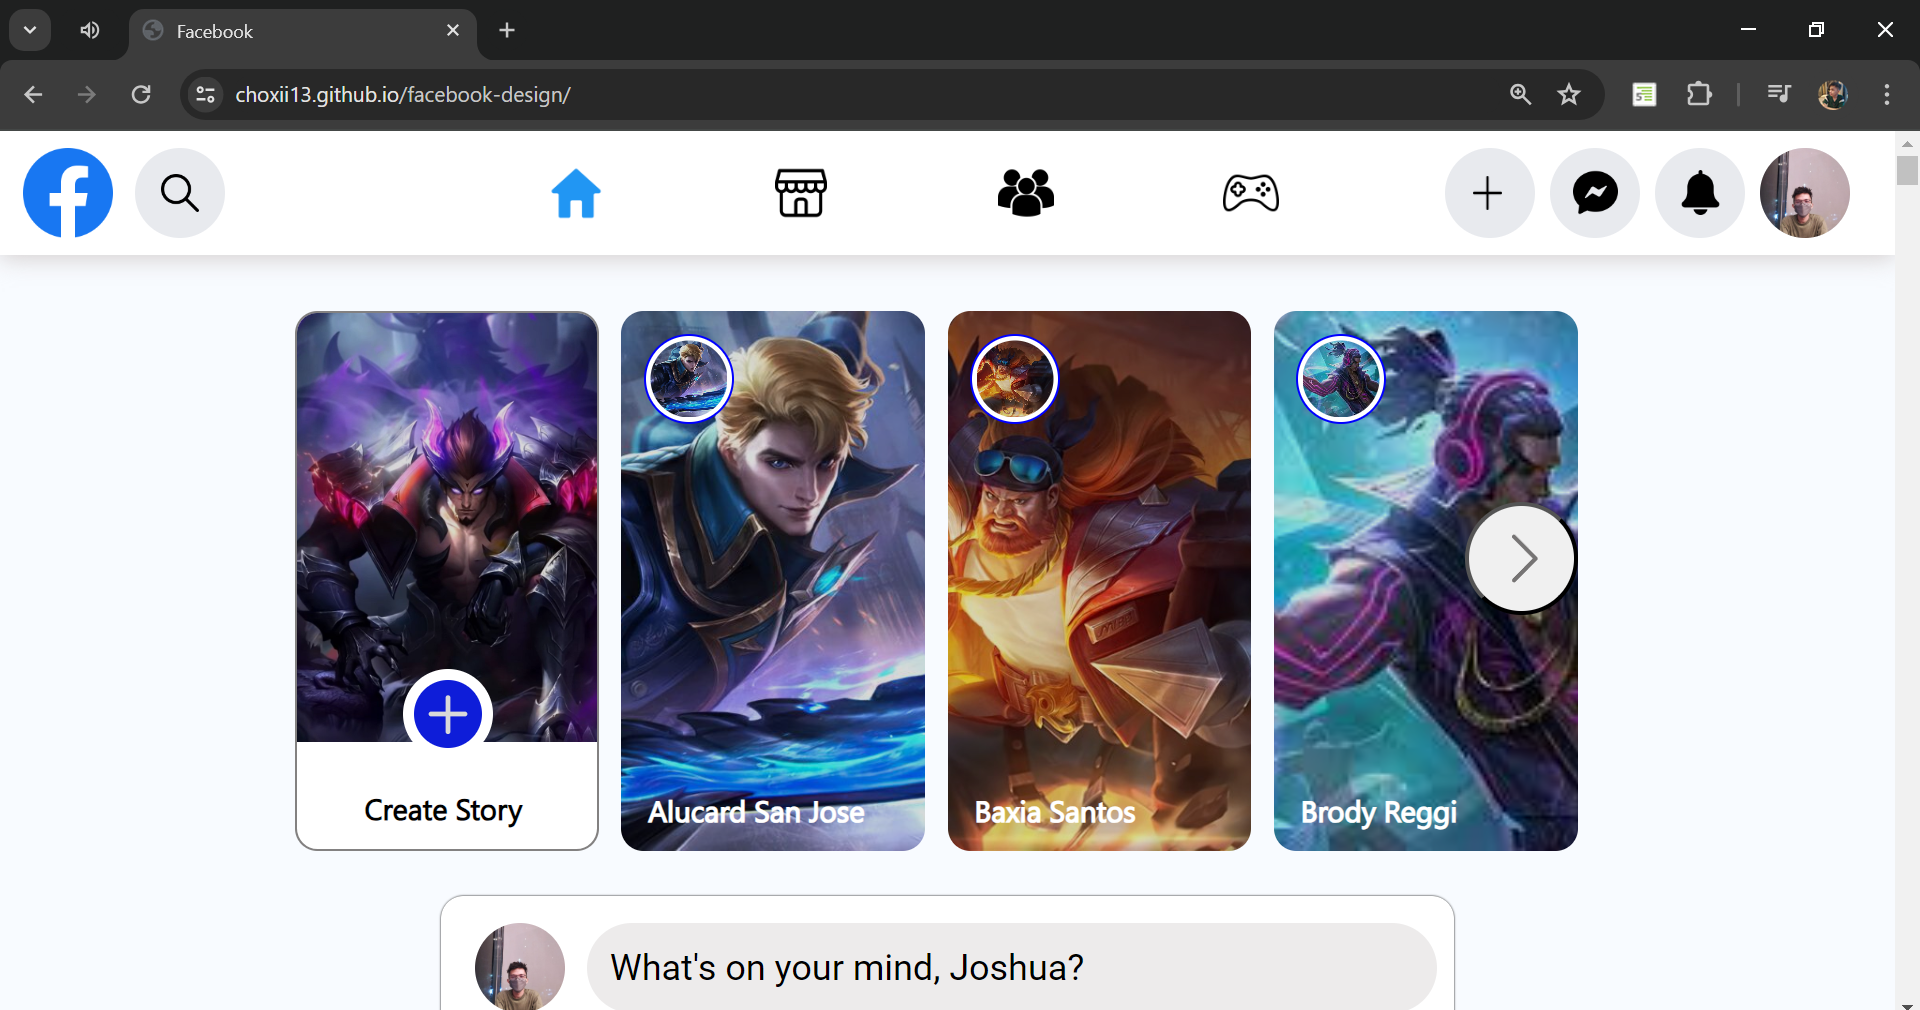 Facebook
choxii13.github.io/facebook-design/
Create Story
Alucard San Jose
Baxia Santos
Brody Reggi
What's on your mind, Joshua?